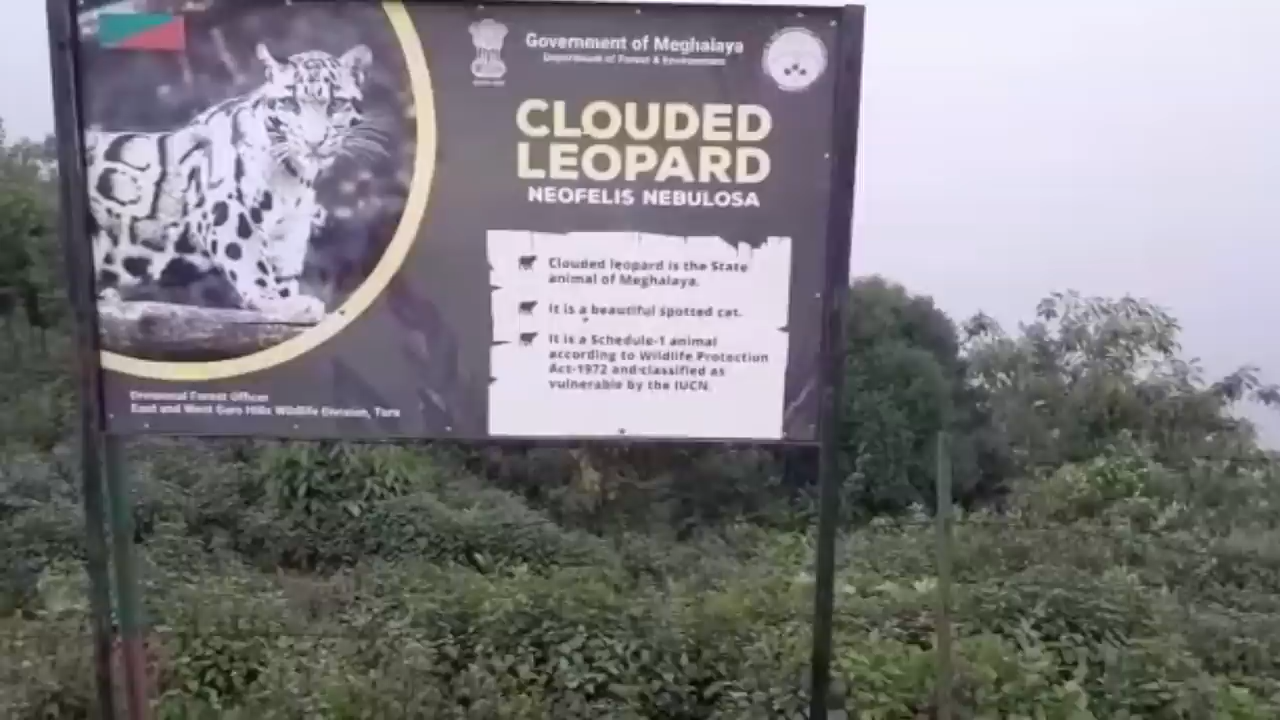 Government of Meghalaya
Department of Forest & Environment
CLOUDED
LEOPARD
NEOFELIS NEBULOSA
Clouded leopard is the State
animal of Meghalaya.
It is a beautiful spotted cat.
It is a Schedule-1 animal
according to Wildlife Protection
Act-1972 and classified as
vulnerable by the IUCN.
Divisional Forest Officer
East and West Garo Hills Wildlife Division, Tura